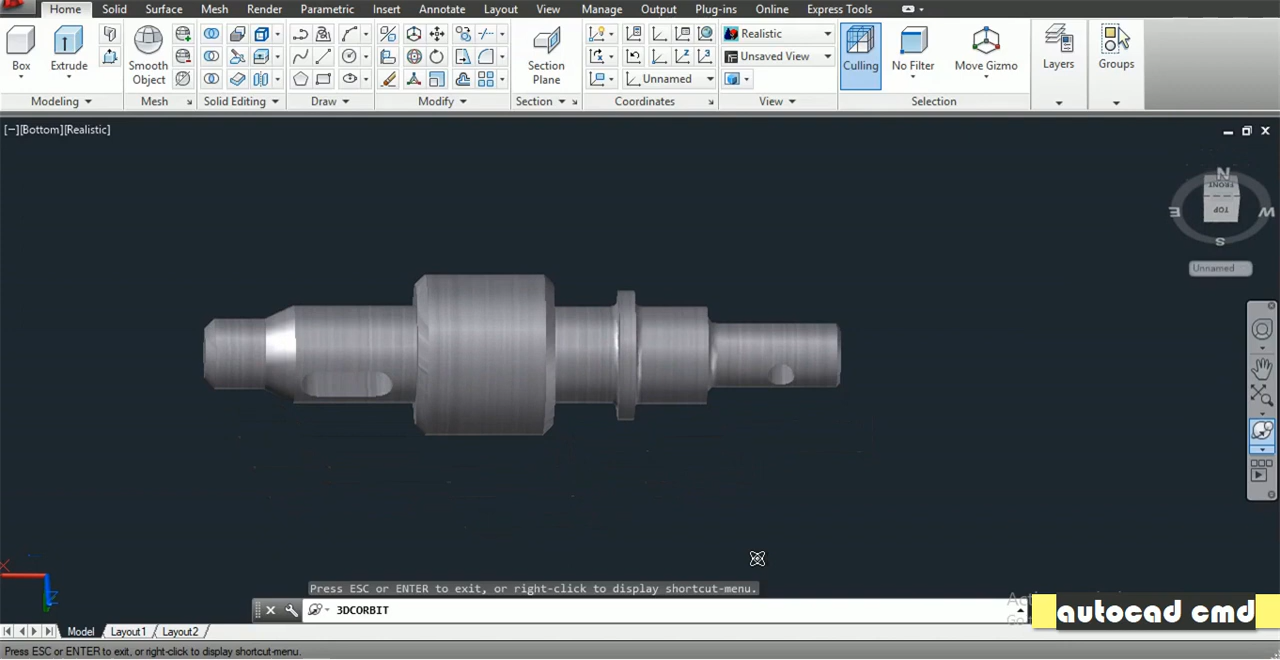 Home Solid Surface Mesh Render Parametric Insert Annotate Layout View Manage Output Plug-ins Online Express Tools
Box Extrude Smooth Object Section Plane Unnamed Realistic Unsaved View Culling No Filter Move Gizmo Layers Groups
Modeling Mesh Solid Editing Draw Modify Section Coordinates View Selection
[−][Bottom][Realistic]
N
FRONT
E TOP W
S
Unnamed
X
Z
Press ESC or ENTER to exit, or right-click to display shortcut-menu.
3DCORBIT
autocad cmd
Model Layout1 Layout2
Press ESC or ENTER to exit, or right-click to display shortcut-menu.